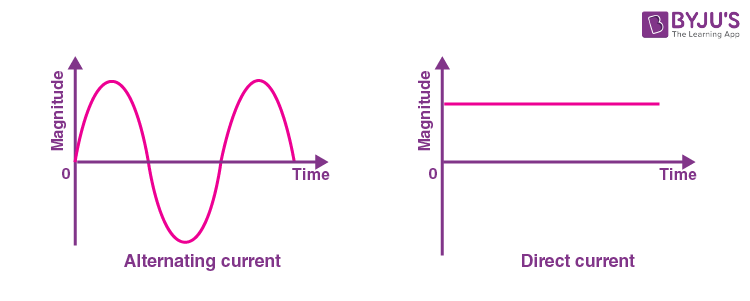 BYJU'S
The Learning App
Magnitude
0
Time
Alternating current
Magnitude
0
Time
Direct current